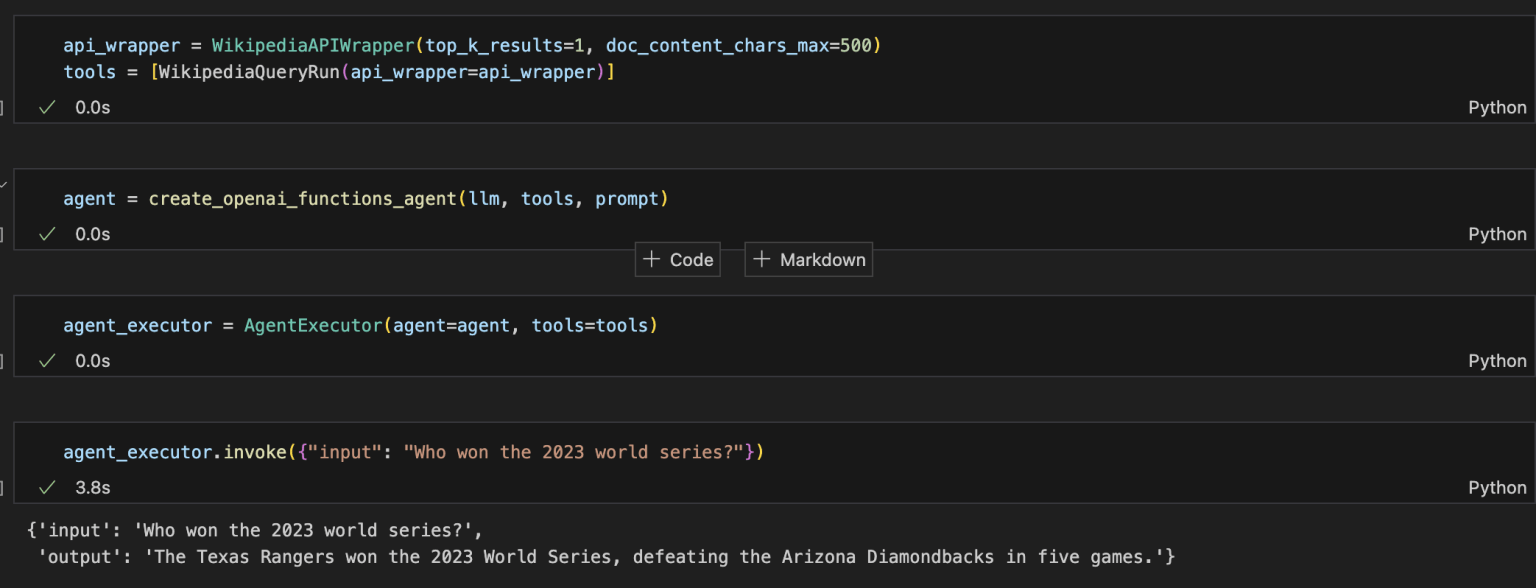 api_wrapper = WikipediaAPIWrapper(top_k_results=1, doc_content_chars_max=500)
tools = [WikipediaQueryRun(api_wrapper=api_wrapper)]
] ✓ 0.0s Python
agent = create_openai_functions_agent(llm, tools, prompt)
] ✓ 0.0s Python
+ Code + Markdown
agent_executor = AgentExecutor(agent=agent, tools=tools)
] ✓ 0.0s Python
agent_executor.invoke({"input": "Who won the 2023 world series?"})
] ✓ 3.8s Python
{'input': 'Who won the 2023 world series?',
 'output': 'The Texas Rangers won the 2023 World Series, defeating the Arizona Diamondbacks in five games.'}